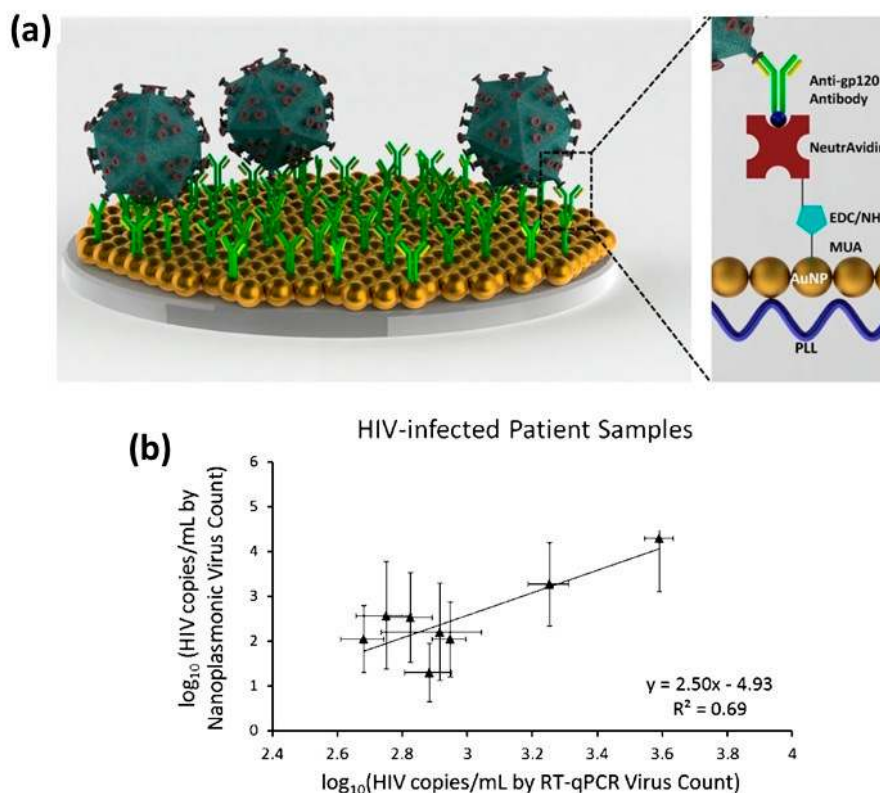 (a)
Anti-gp120
Antibody
NeutrAvidin
EDC/NH
MUA
AuNP
PLL
(b)
HIV-infected Patient Samples
log₁₀(HIV copies/mL by
Nanoplasmonic Virus Count)
6
5
4
3
2
1
0
2.4
2.6
2.8
3
3.2
3.4
3.6
3.8
4
y = 2.50x - 4.93
R² = 0.69
log₁₀(HIV copies/mL by RT-qPCR Virus Count)